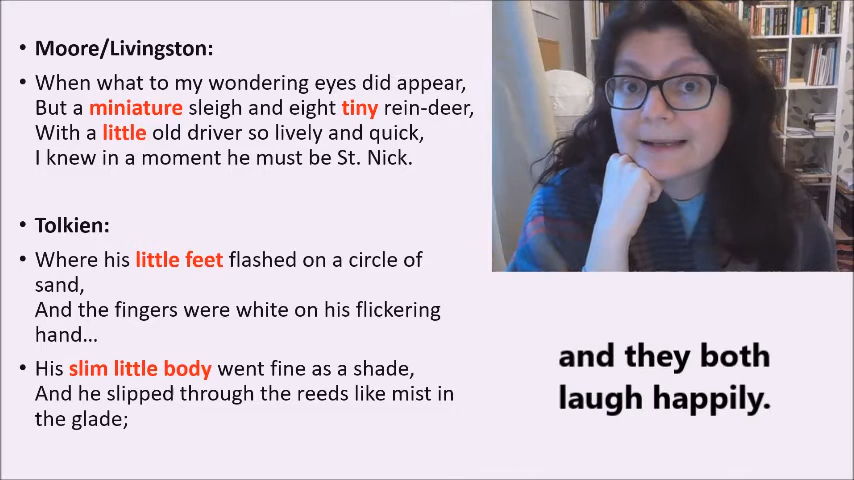 • Moore/Livingston:
• When what to my wondering eyes did appear,
But a miniature sleigh and eight tiny rein-deer,
With a little old driver so lively and quick,
I knew in a moment he must be St. Nick.
• Tolkien:
• Where his little feet flashed on a circle of
sand,
And the fingers were white on his flickering
hand...
• His slim little body went fine as a shade,
And he slipped through the reeds like mist in
the glade;
and they both
laugh happily.